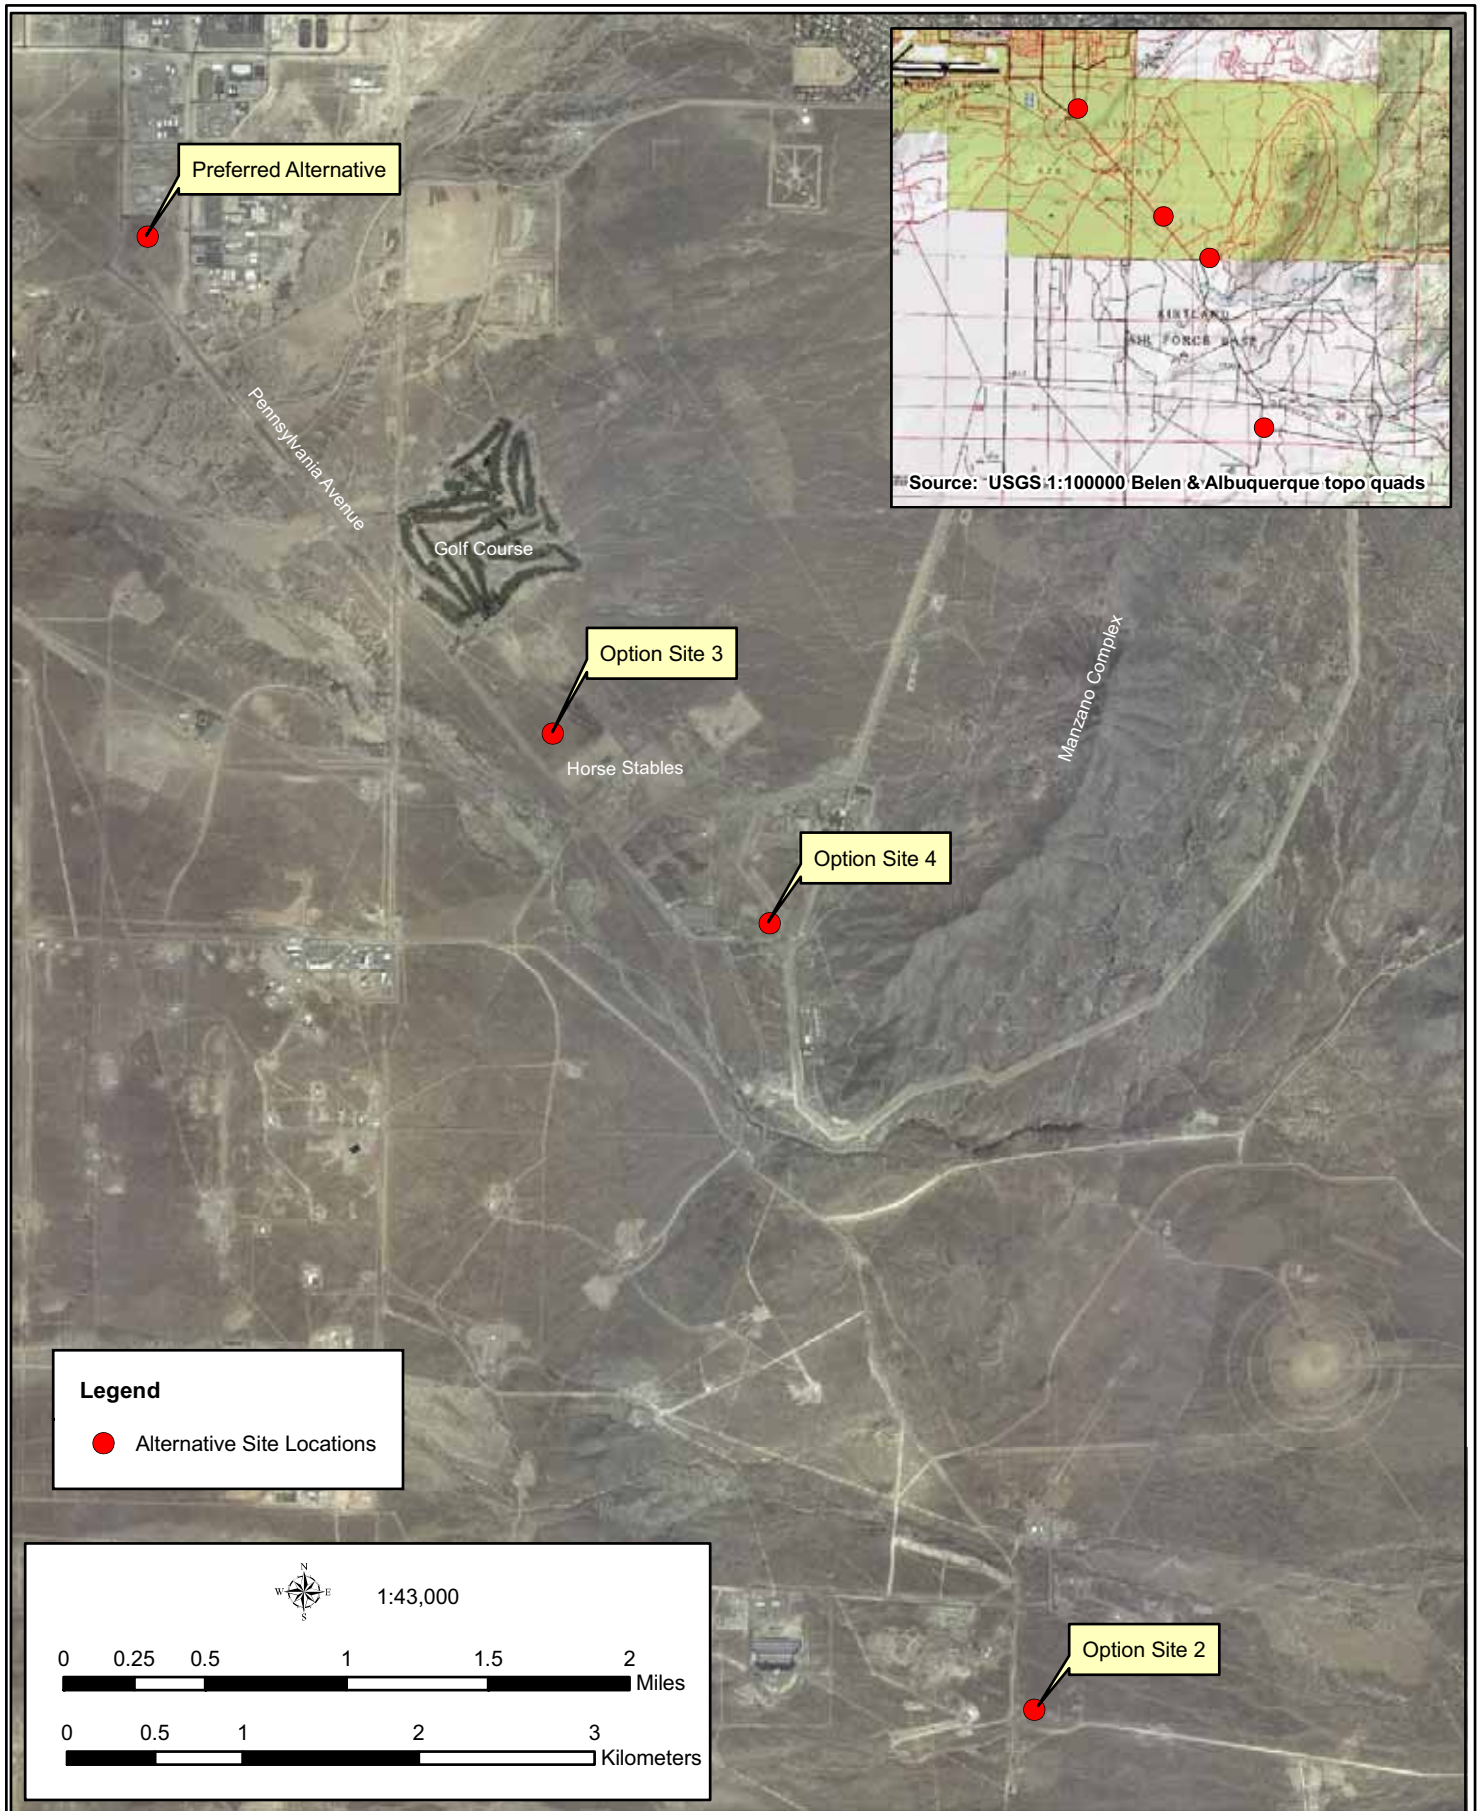 Preferred Alternative
KIRTLAND
AIR FORCE BASE
Source: USGS 1:100000 Belen & Albuquerque topo quads
Pennsylvania Avenue
Golf Course
Option Site 3
Manzano Complex
Horse Stables
Option Site 4
Legend
Alternative Site Locations
N
W E
S
1:43,000
0 0.25 0.5 1 1.5 2
Miles
0 0.5 1 2 3
Kilometers
Option Site 2